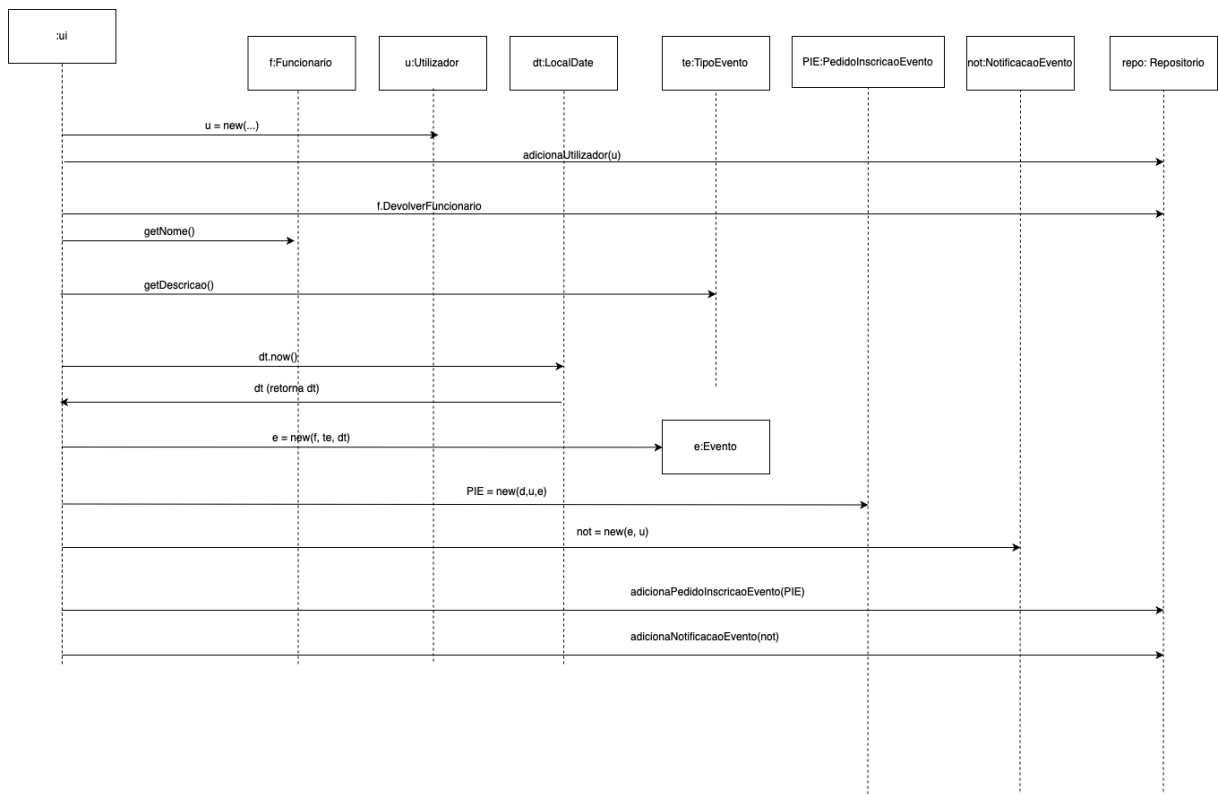 :ui
f:Funcionario
u:Utilizador
dt:LocalDate
te:TipoEvento
PIE:PedidoInscricaoEvento
not:NotificacaoEvento
repo: Repositorio
u = new(...)
adicionaUtilizador(u)
f.DevolverFuncionario
getNome()
getDescricao()
dt.now()
dt (retorna dt)
e = new(f, te, dt)
e:Evento
PIE = new(d,u,e)
not = new(e, u)
adicionaPedidoInscricaoEvento(PIE)
adicionaNotificacaoEvento(not)